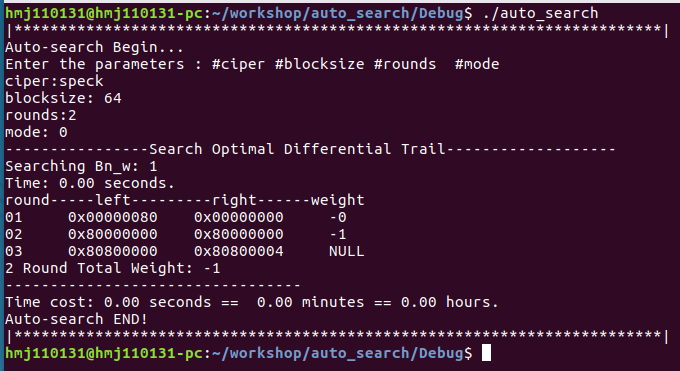 hmj110131@hmj110131-pc:~/workshop/auto_search/Debug$ ./auto_search
|************************************************************************|
Auto-search Begin...
Enter the parameters : #ciper #blocksize #rounds  #mode
ciper:speck
blocksize: 64
rounds:2
mode: 0
----------------Search Optimal Differential Trail-------------------
Searching Bn_w: 1
Time: 0.00 seconds.
round-----left---------right------weight
01     0x00000080    0x00000000     -0
02     0x80000000    0x80000000     -1
03     0x80800000    0x80800004     NULL
2 Round Total Weight: -1
---------------------------------
Time cost: 0.00 seconds ==  0.00 minutes == 0.00 hours.
Auto-search END!
|************************************************************************|
hmj110131@hmj110131-pc:~/workshop/auto_search/Debug$